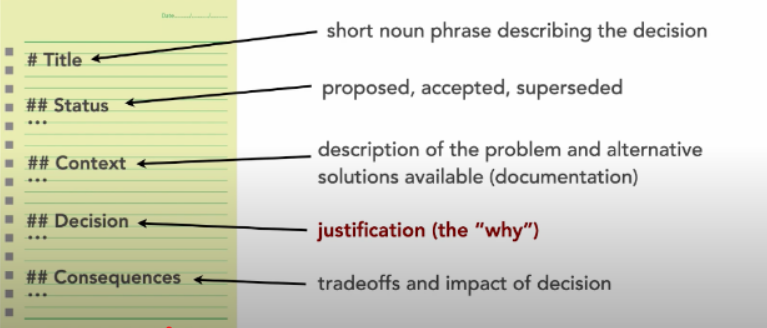 Date
# Title
short noun phrase describing the decision
## Status
...
proposed, accepted, superseded
## Context
...
description of the problem and alternative
solutions available (documentation)
## Decision
...
justification (the "why")
## Consequences
...
tradeoffs and impact of decision